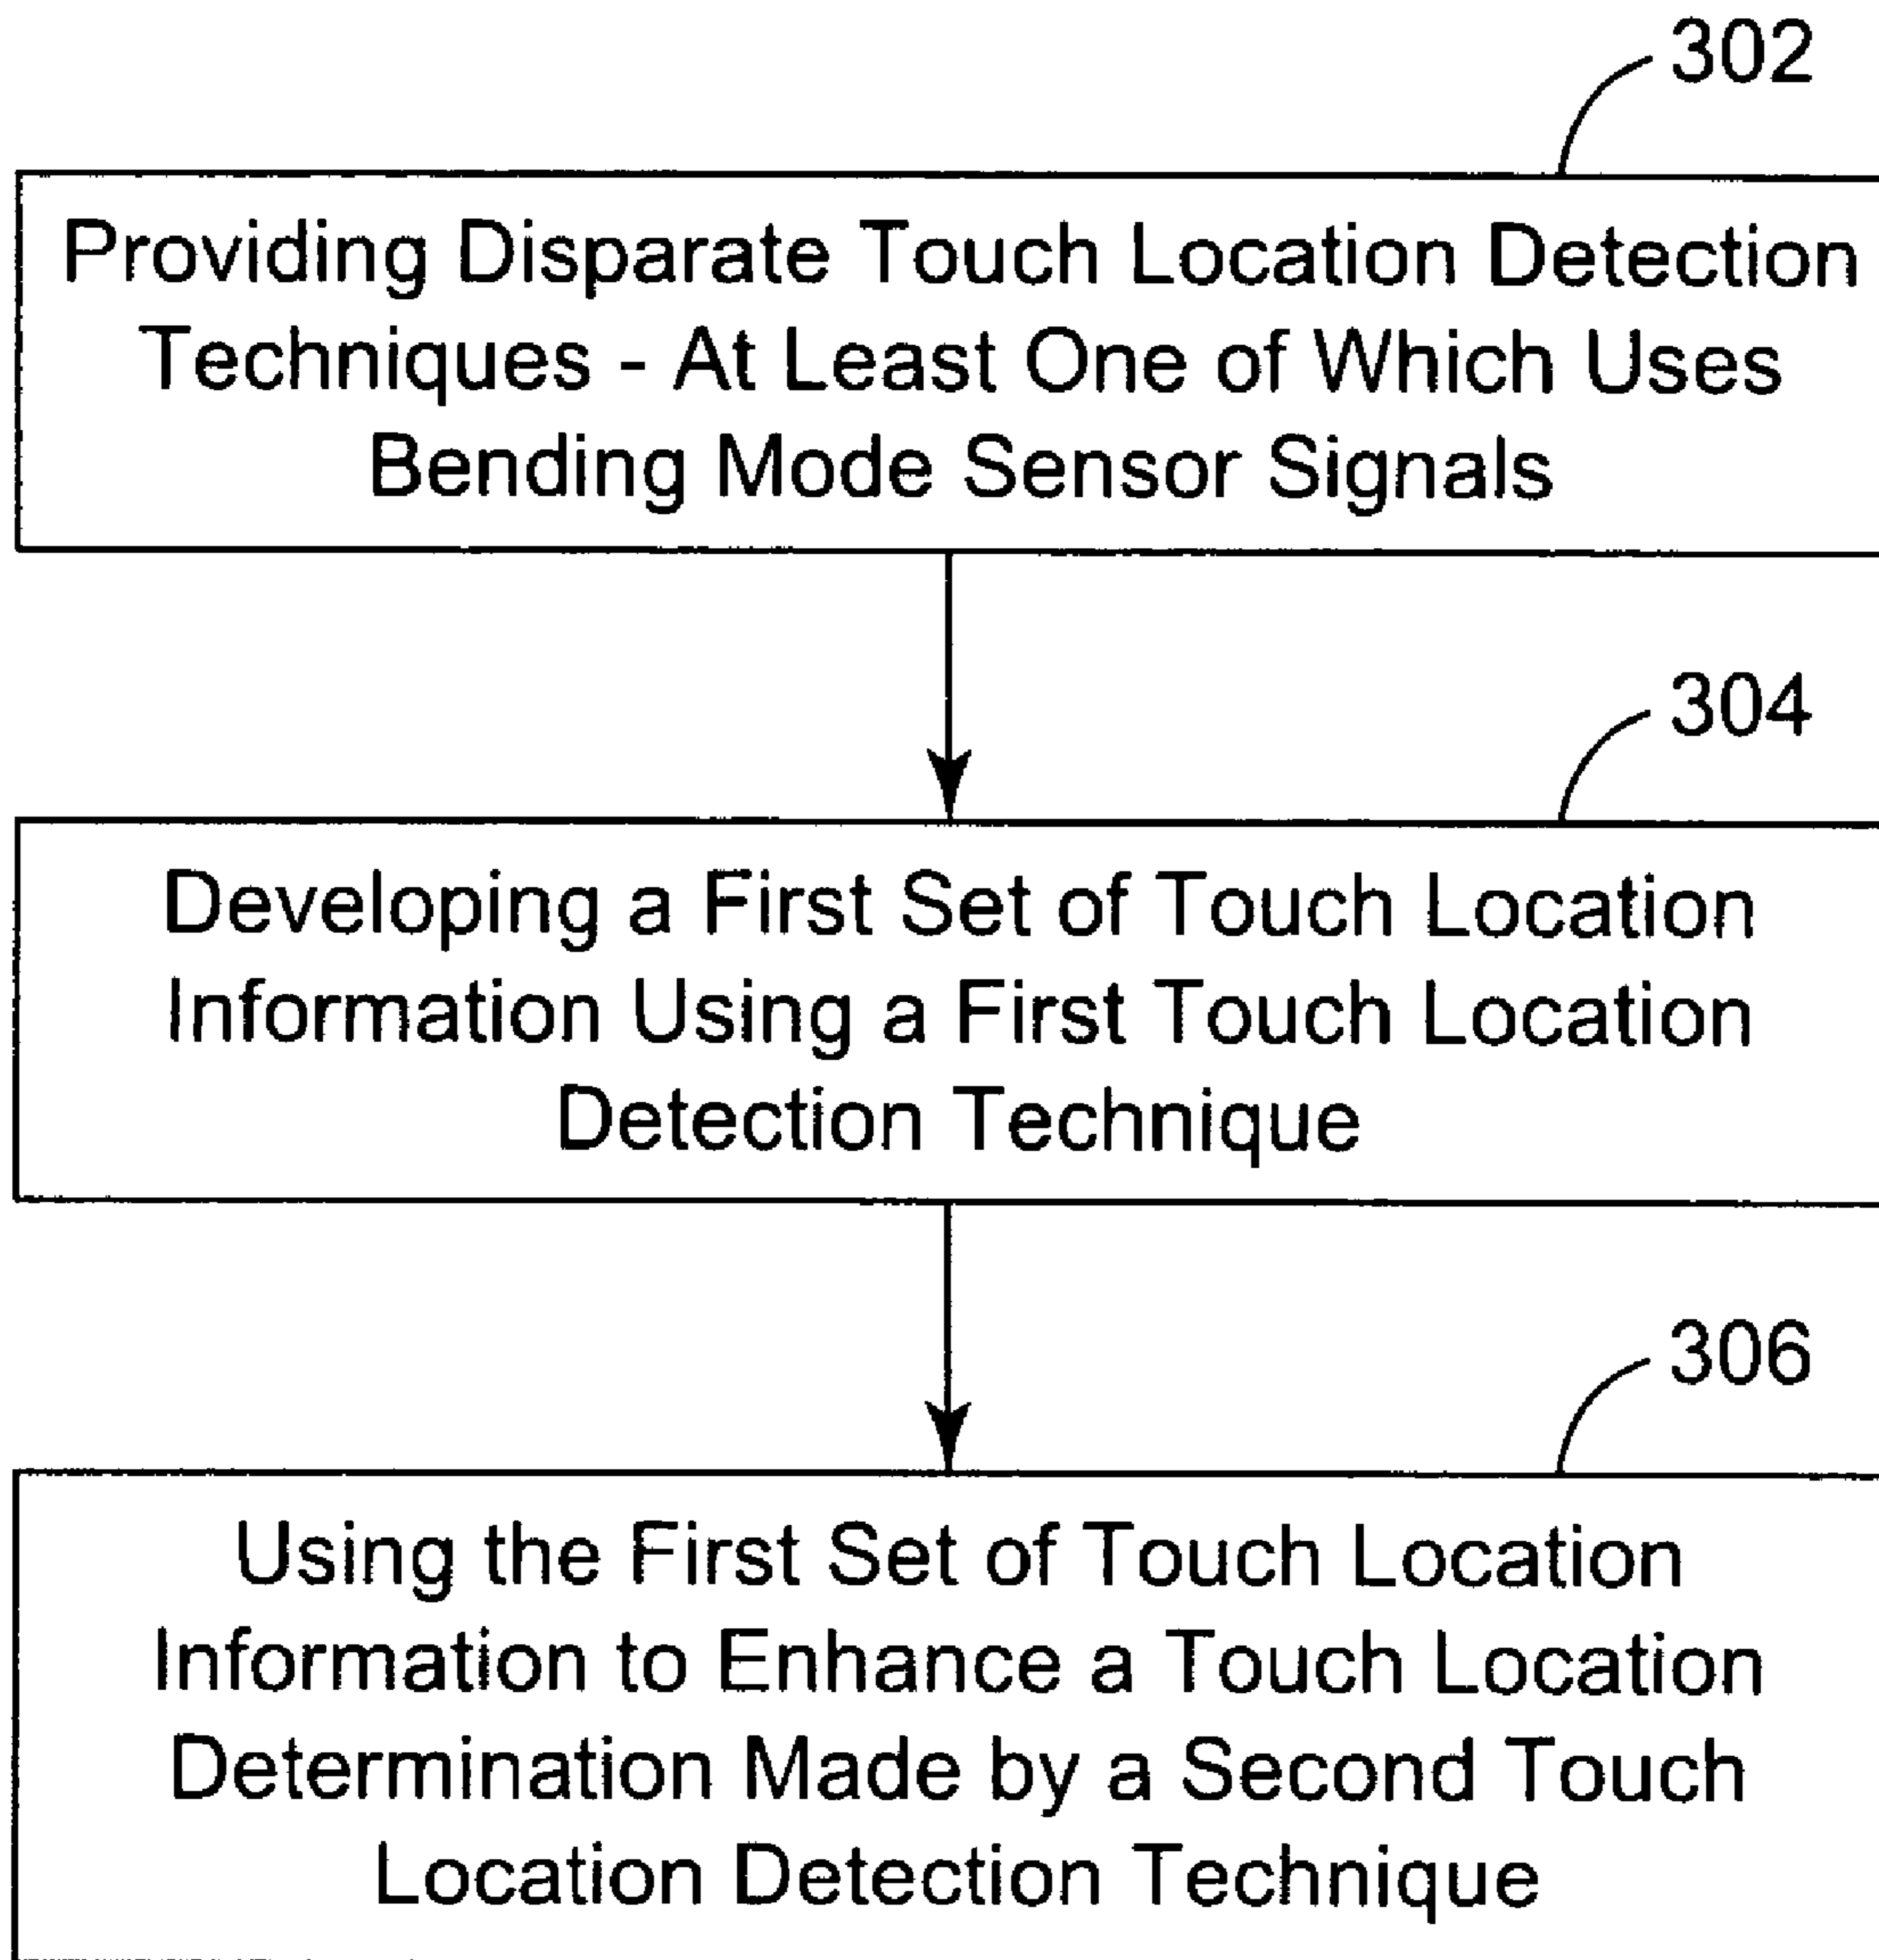 302
Providing Disparate Touch Location Detection
Techniques - At Least One of Which Uses
Bending Mode Sensor Signals
304
Developing a First Set of Touch Location
Information Using a First Touch Location
Detection Technique
306
Using the First Set of Touch Location
Information to Enhance a Touch Location
Determination Made by a Second Touch
Location Detection Technique